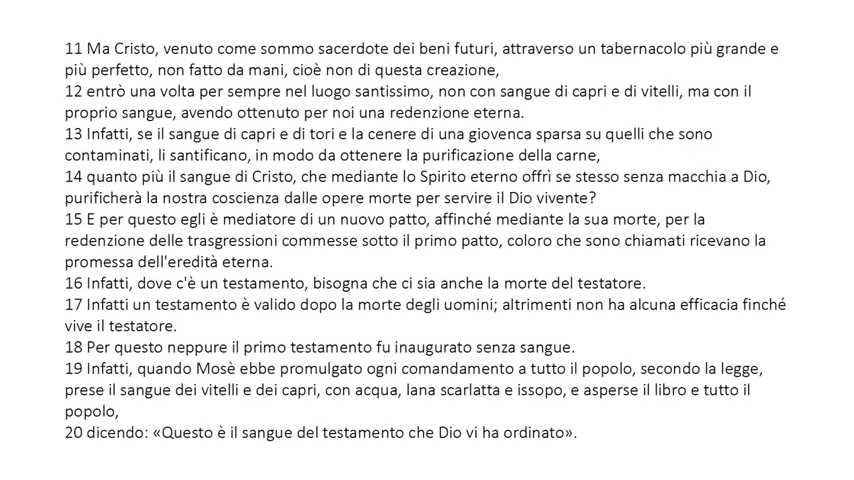 11 Ma Cristo, venuto come sommo sacerdote dei beni futuri, attraverso un tabernacolo più grande e
più perfetto, non fatto da mani, cioè non di questa creazione,
12 entrò una volta per sempre nel luogo santissimo, non con sangue di capri e di vitelli, ma con il
proprio sangue, avendo ottenuto per noi una redenzione eterna.
13 Infatti, se il sangue di capri e di tori e la cenere di una giovenca sparsa su quelli che sono
contaminati, li santificano, in modo da ottenere la purificazione della carne,
14 quanto più il sangue di Cristo, che mediante lo Spirito eterno offrì se stesso senza macchia a Dio,
purificherà la nostra coscienza dalle opere morte per servire il Dio vivente?
15 E per questo egli è mediatore di un nuovo patto, affinché mediante la sua morte, per la
redenzione delle trasgressioni commesse sotto il primo patto, coloro che sono chiamati ricevano la
promessa dell'eredità eterna.
16 Infatti, dove c'è un testamento, bisogna che ci sia anche la morte del testatore.
17 Infatti un testamento è valido dopo la morte degli uomini; altrimenti non ha alcuna efficacia finché
vive il testatore.
18 Per questo neppure il primo testamento fu inaugurato senza sangue.
19 Infatti, quando Mosè ebbe promulgato ogni comandamento a tutto il popolo, secondo la legge,
prese il sangue dei vitelli e dei capri, con acqua, lana scarlatta e issopo, e asperse il libro e tutto il
popolo,
20 dicendo: «Questo è il sangue del testamento che Dio vi ha ordinato».